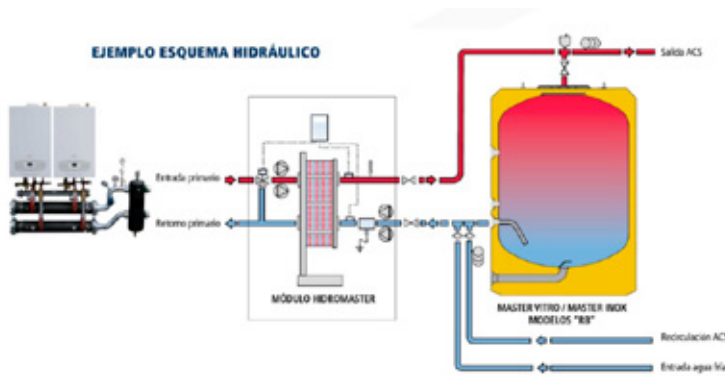 EJEMPLO ESQUEMA HIDRÁULICO
Salida ACS
Entrada primario
Retorno primario
MÓDULO HIDROMASTER
MASTER VITRO / MASTER INOX
MODELOS "RB"
Recirculación ACS
Entrada agua fría